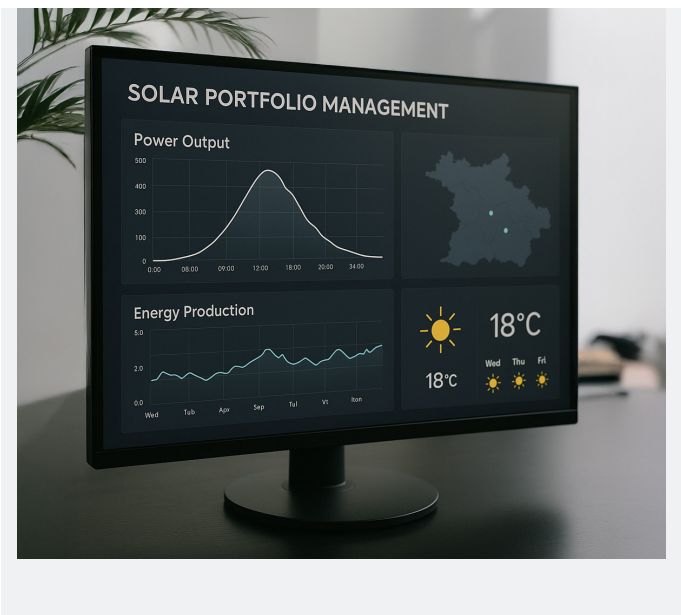 SOLAR PORTFOLIO MANAGEMENT
Power Output
500
400
300
100
0
0:00 08:00 09:00 12:00 18:00 20:00 34:00
Energy Production
5:0
2.0
0.0
Wed Tub Apx Sep Tul Vt lton
18°C
18°C
Wed Thu Fri